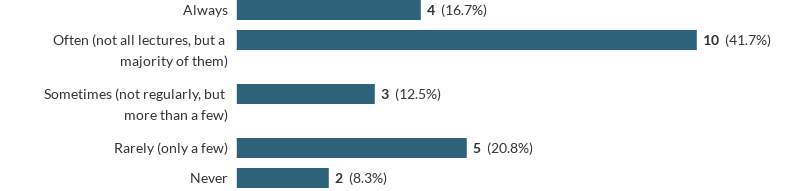 Always 4 (16.7%)
Often (not all lectures, but a 10 (41.7%)
majority of them)
Sometimes (not regularly, but 3 (12.5%)
more than a few)
Rarely (only a few) 5 (20.8%)
Never 2 (8.3%)